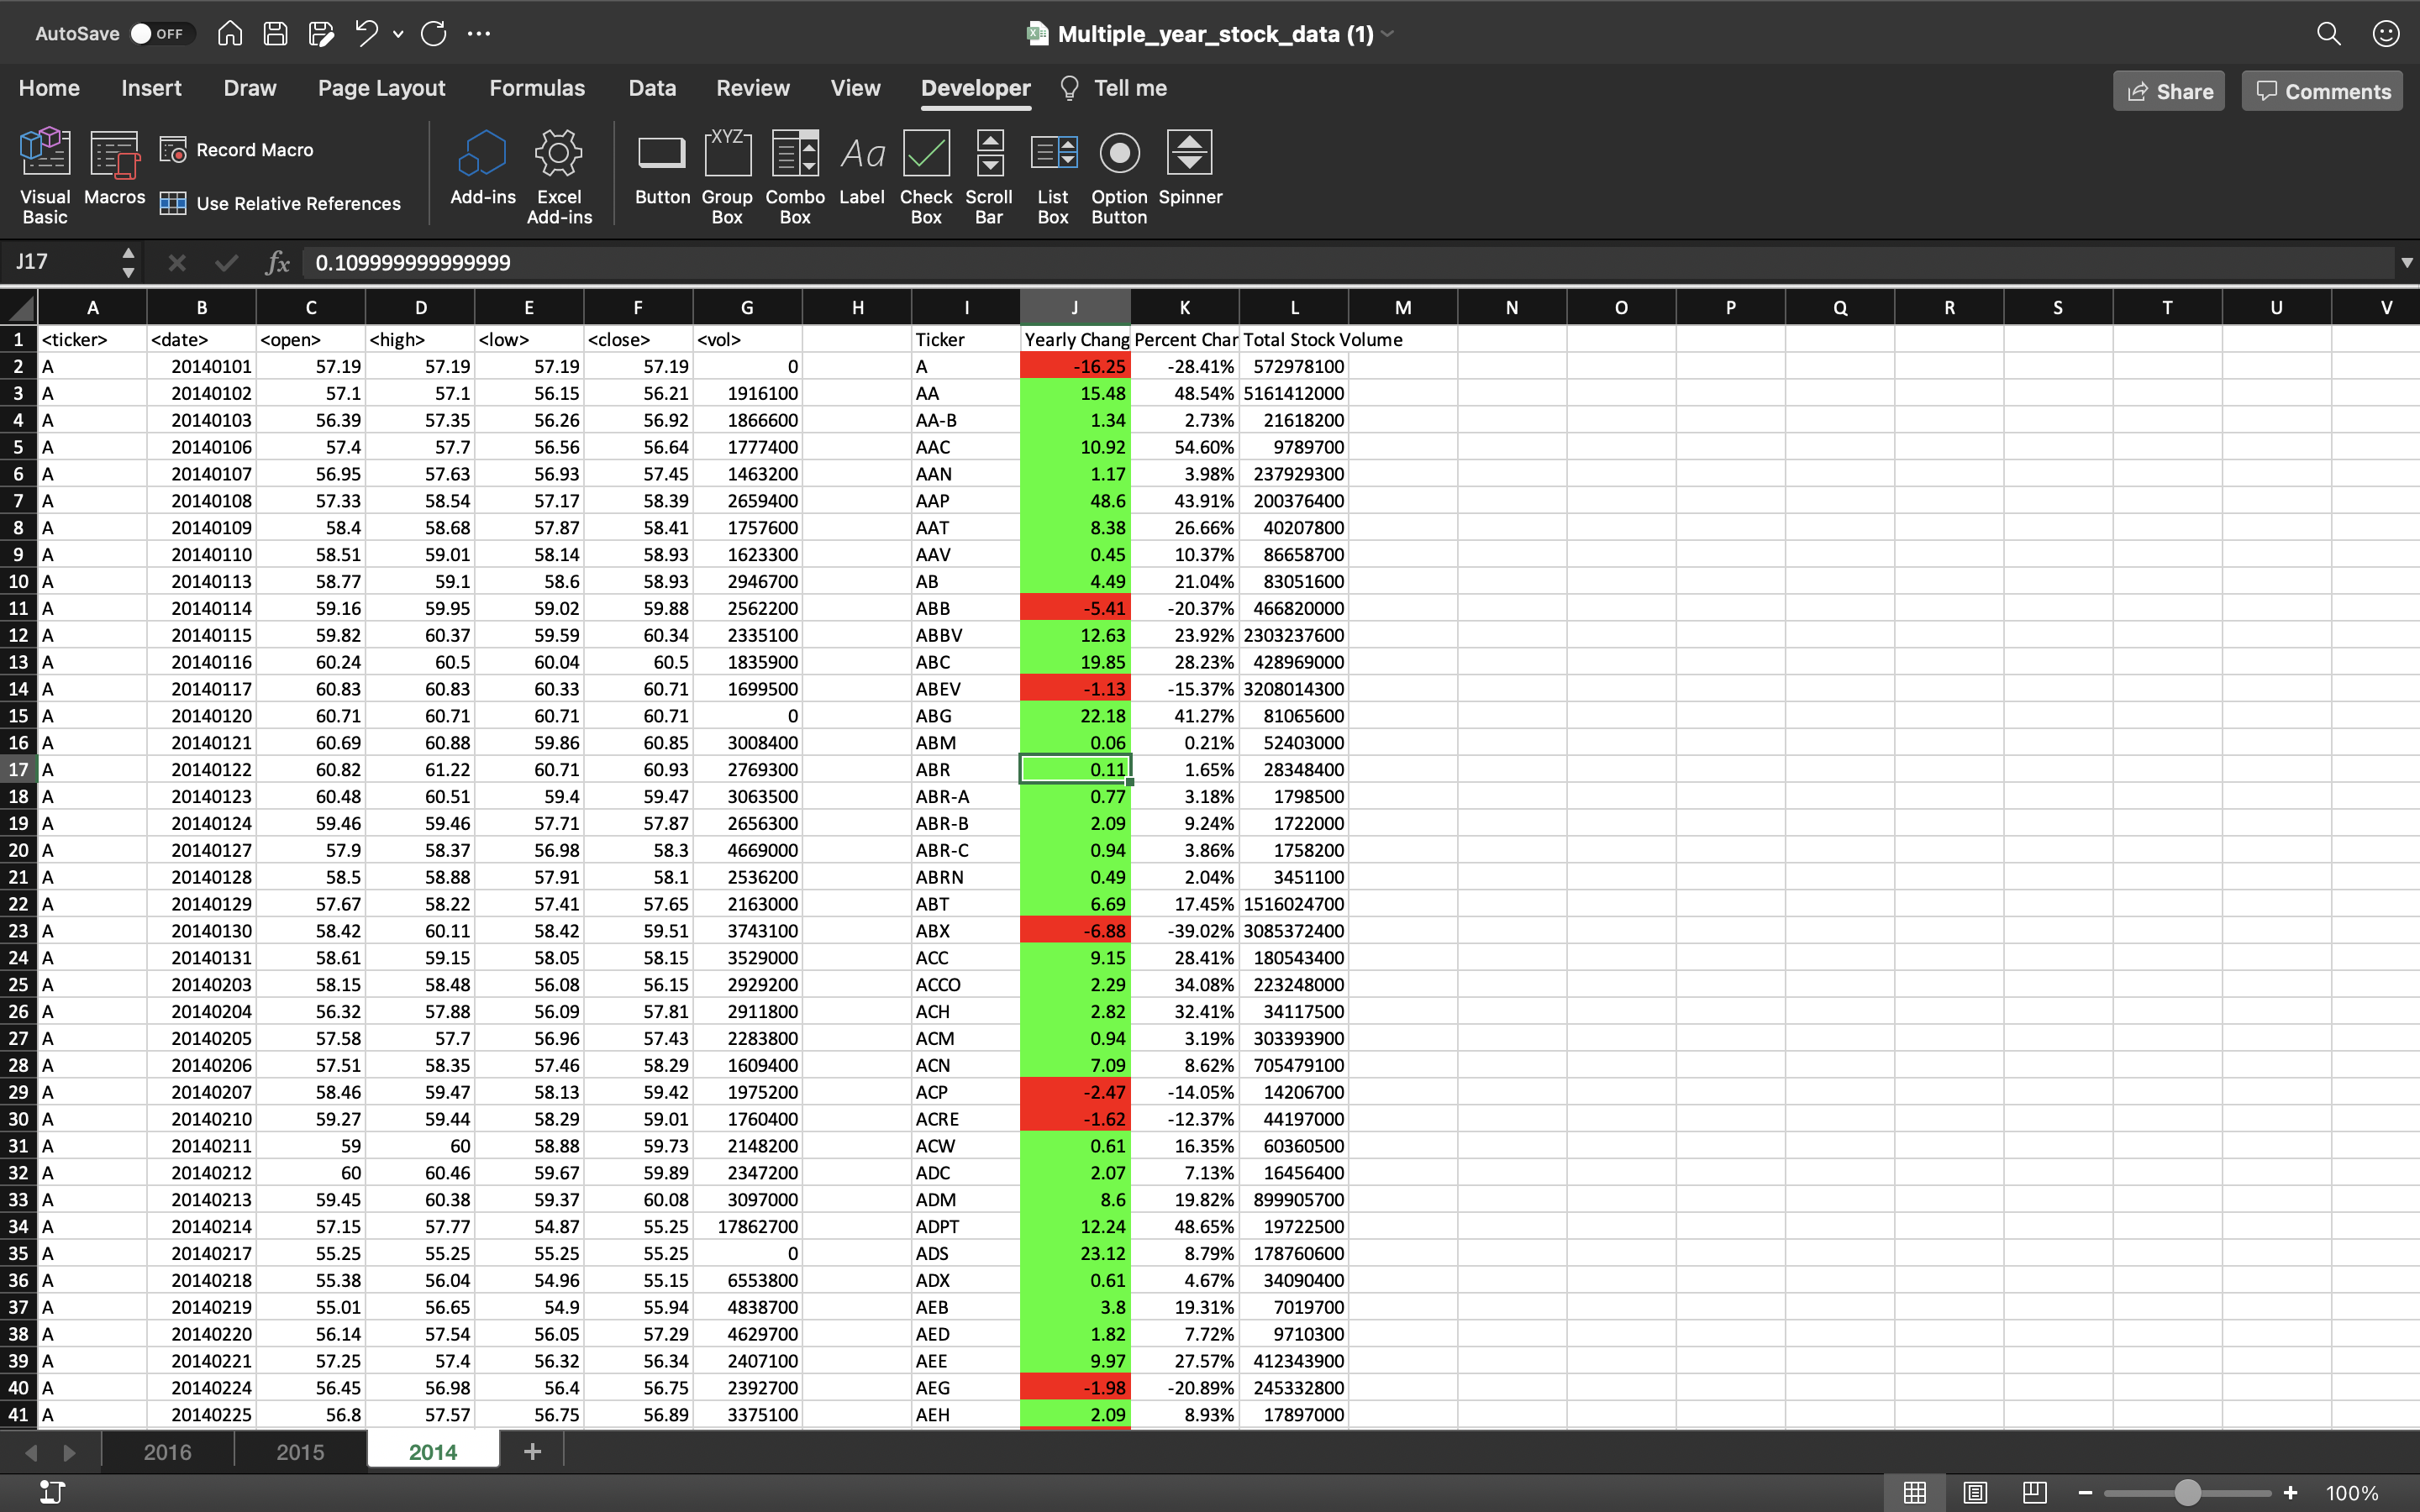 AutoSave OFF Multiple_year_stock_data (1)
Home Insert Draw Page Layout Formulas Data Review View Developer Tell me Share Comments
Visual Basic Macros Record Macro Use Relative References Add-ins Excel Add-ins Button Group Box Combo Box Label Check Box Scroll Bar List Box Option Button Spinner
XYZ Aa
J17 fx 0.109999999999999
A B C D E F G H I J K L M N O P Q R S T U V
1 <ticker> <date> <open> <high> <low> <close> <vol> Ticker Yearly Chang Percent Char Total Stock Volume
2 A 20140101 57.19 57.19 57.19 57.19 0 A -16.25 -28.41% 572978100
3 A 20140102 57.1 57.1 56.15 56.21 1916100 AA 15.48 48.54% 5161412000
4 A 20140103 56.39 57.35 56.26 56.92 1866600 AA-B 1.34 2.73% 21618200
5 A 20140106 57.4 57.7 56.56 56.64 1777400 AAC 10.92 54.60% 9789700
6 A 20140107 56.95 57.63 56.93 57.45 1463200 AAN 1.17 3.98% 237929300
7 A 20140108 57.33 58.54 57.17 58.39 2659400 AAP 48.6 43.91% 200376400
8 A 20140109 58.4 58.68 57.87 58.41 1757600 AAT 8.38 26.66% 40207800
9 A 20140110 58.51 59.01 58.14 58.93 1623300 AAV 0.45 10.37% 86658700
10 A 20140113 58.77 59.1 58.6 58.93 2946700 AB 4.49 21.04% 83051600
11 A 20140114 59.16 59.95 59.02 59.88 2562200 ABB -5.41 -20.37% 466820000
12 A 20140115 59.82 60.37 59.59 60.34 2335100 ABBV 12.63 23.92% 2303237600
13 A 20140116 60.24 60.5 60.04 60.5 1835900 ABC 19.85 28.23% 428969000
14 A 20140117 60.83 60.83 60.33 60.71 1699500 ABEV -1.13 -15.37% 3208014300
15 A 20140120 60.71 60.71 60.71 60.71 0 ABG 22.18 41.27% 81065600
16 A 20140121 60.69 60.88 59.86 60.85 3008400 ABM 0.06 0.21% 52403000
17 A 20140122 60.82 61.22 60.71 60.93 2769300 ABR 0.11 1.65% 28348400
18 A 20140123 60.48 60.51 59.4 59.47 3063500 ABR-A 0.77 3.18% 1798500
19 A 20140124 59.46 59.46 57.71 57.87 2656300 ABR-B 2.09 9.24% 1722000
20 A 20140127 57.9 58.37 56.98 58.3 4669000 ABR-C 0.94 3.86% 1758200
21 A 20140128 58.5 58.88 57.91 58.1 2536200 ABRN 0.49 2.04% 3451100
22 A 20140129 57.67 58.22 57.41 57.65 2163000 ABT 6.69 17.45% 1516024700
23 A 20140130 58.42 60.11 58.42 59.51 3743100 ABX -6.88 -39.02% 3085372400
24 A 20140131 58.61 59.15 58.05 58.15 3529000 ACC 9.15 28.41% 180543400
25 A 20140203 58.15 58.48 56.08 56.15 2929200 ACCO 2.29 34.08% 223248000
26 A 20140204 56.32 57.88 56.09 57.81 2911800 ACH 2.82 32.41% 34117500
27 A 20140205 57.58 57.7 56.96 57.43 2283800 ACM 0.94 3.19% 303393900
28 A 20140206 57.51 58.35 57.46 58.29 1609400 ACN 7.09 8.62% 705479100
29 A 20140207 58.46 59.47 58.13 59.42 1975200 ACP -2.47 -14.05% 14206700
30 A 20140210 59.27 59.44 58.29 59.01 1760400 ACRE -1.62 -12.37% 44197000
31 A 20140211 59 60 58.88 59.73 2148200 ACW 0.61 16.35% 60360500
32 A 20140212 60 60.46 59.67 59.89 2347200 ADC 2.07 7.13% 16456400
33 A 20140213 59.45 60.38 59.37 60.08 3097000 ADM 8.6 19.82% 899905700
34 A 20140214 57.15 57.77 54.87 55.25 17862700 ADPT 12.24 48.65% 19722500
35 A 20140217 55.25 55.25 55.25 55.25 0 ADS 23.12 8.79% 178760600
36 A 20140218 55.38 56.04 54.96 55.15 6553800 ADX 0.61 4.67% 34090400
37 A 20140219 55.01 56.65 54.9 55.94 4838700 AEB 3.8 19.31% 7019700
38 A 20140220 56.14 57.54 56.05 57.29 4629700 AED 1.82 7.72% 9710300
39 A 20140221 57.25 57.4 56.32 56.34 2407100 AEE 9.97 27.57% 412343900
40 A 20140224 56.45 56.98 56.4 56.75 2392700 AEG -1.98 -20.89% 245332800
41 A 20140225 56.8 57.57 56.75 56.89 3375100 AEH 2.09 8.93% 17897000
2016 2015 2014 +
100%